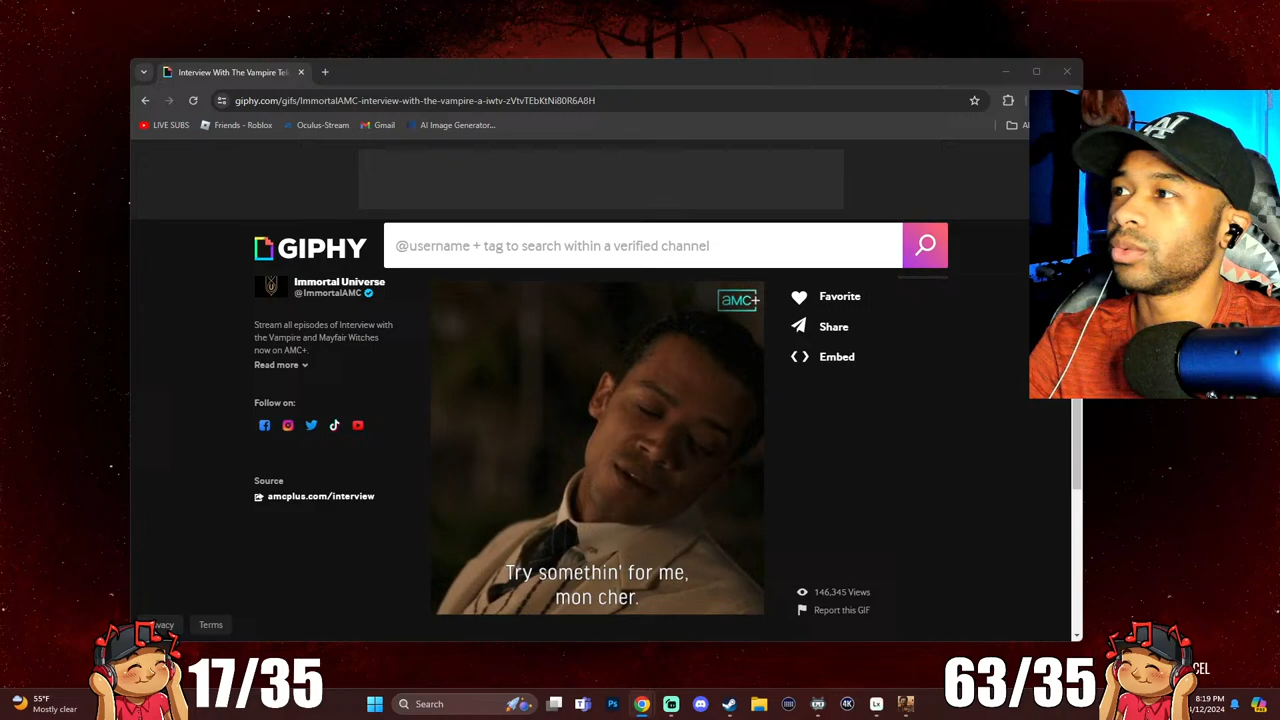 Interview With The Vampire Tel
giphy.com/gifs/ImmortalAMC-interview-with-the-vampire-a-iwtv-zVtvTEbKtNi80R6A8H
LIVE SUBS
Friends - Roblox
Oculus-Stream
Gmail
AI Image Generator...
LA
GIPHY
@username + tag to search within a verified channel
Immortal Universe
@ImmortalAMC
Stream all episodes of Interview with
the Vampire and Mayfair Witches
now on AMC+.
Read more
Follow on:
Source
amcplus.com/interview
aMC+
Try somethin' for me,
mon cher.
Favorite
Share
Embed
146,345 Views
Report this GIF
Terms
17/35
63/35
55°F
Mostly clear
Search
Ps
4K
Lx
8:19 PM
/12/2024